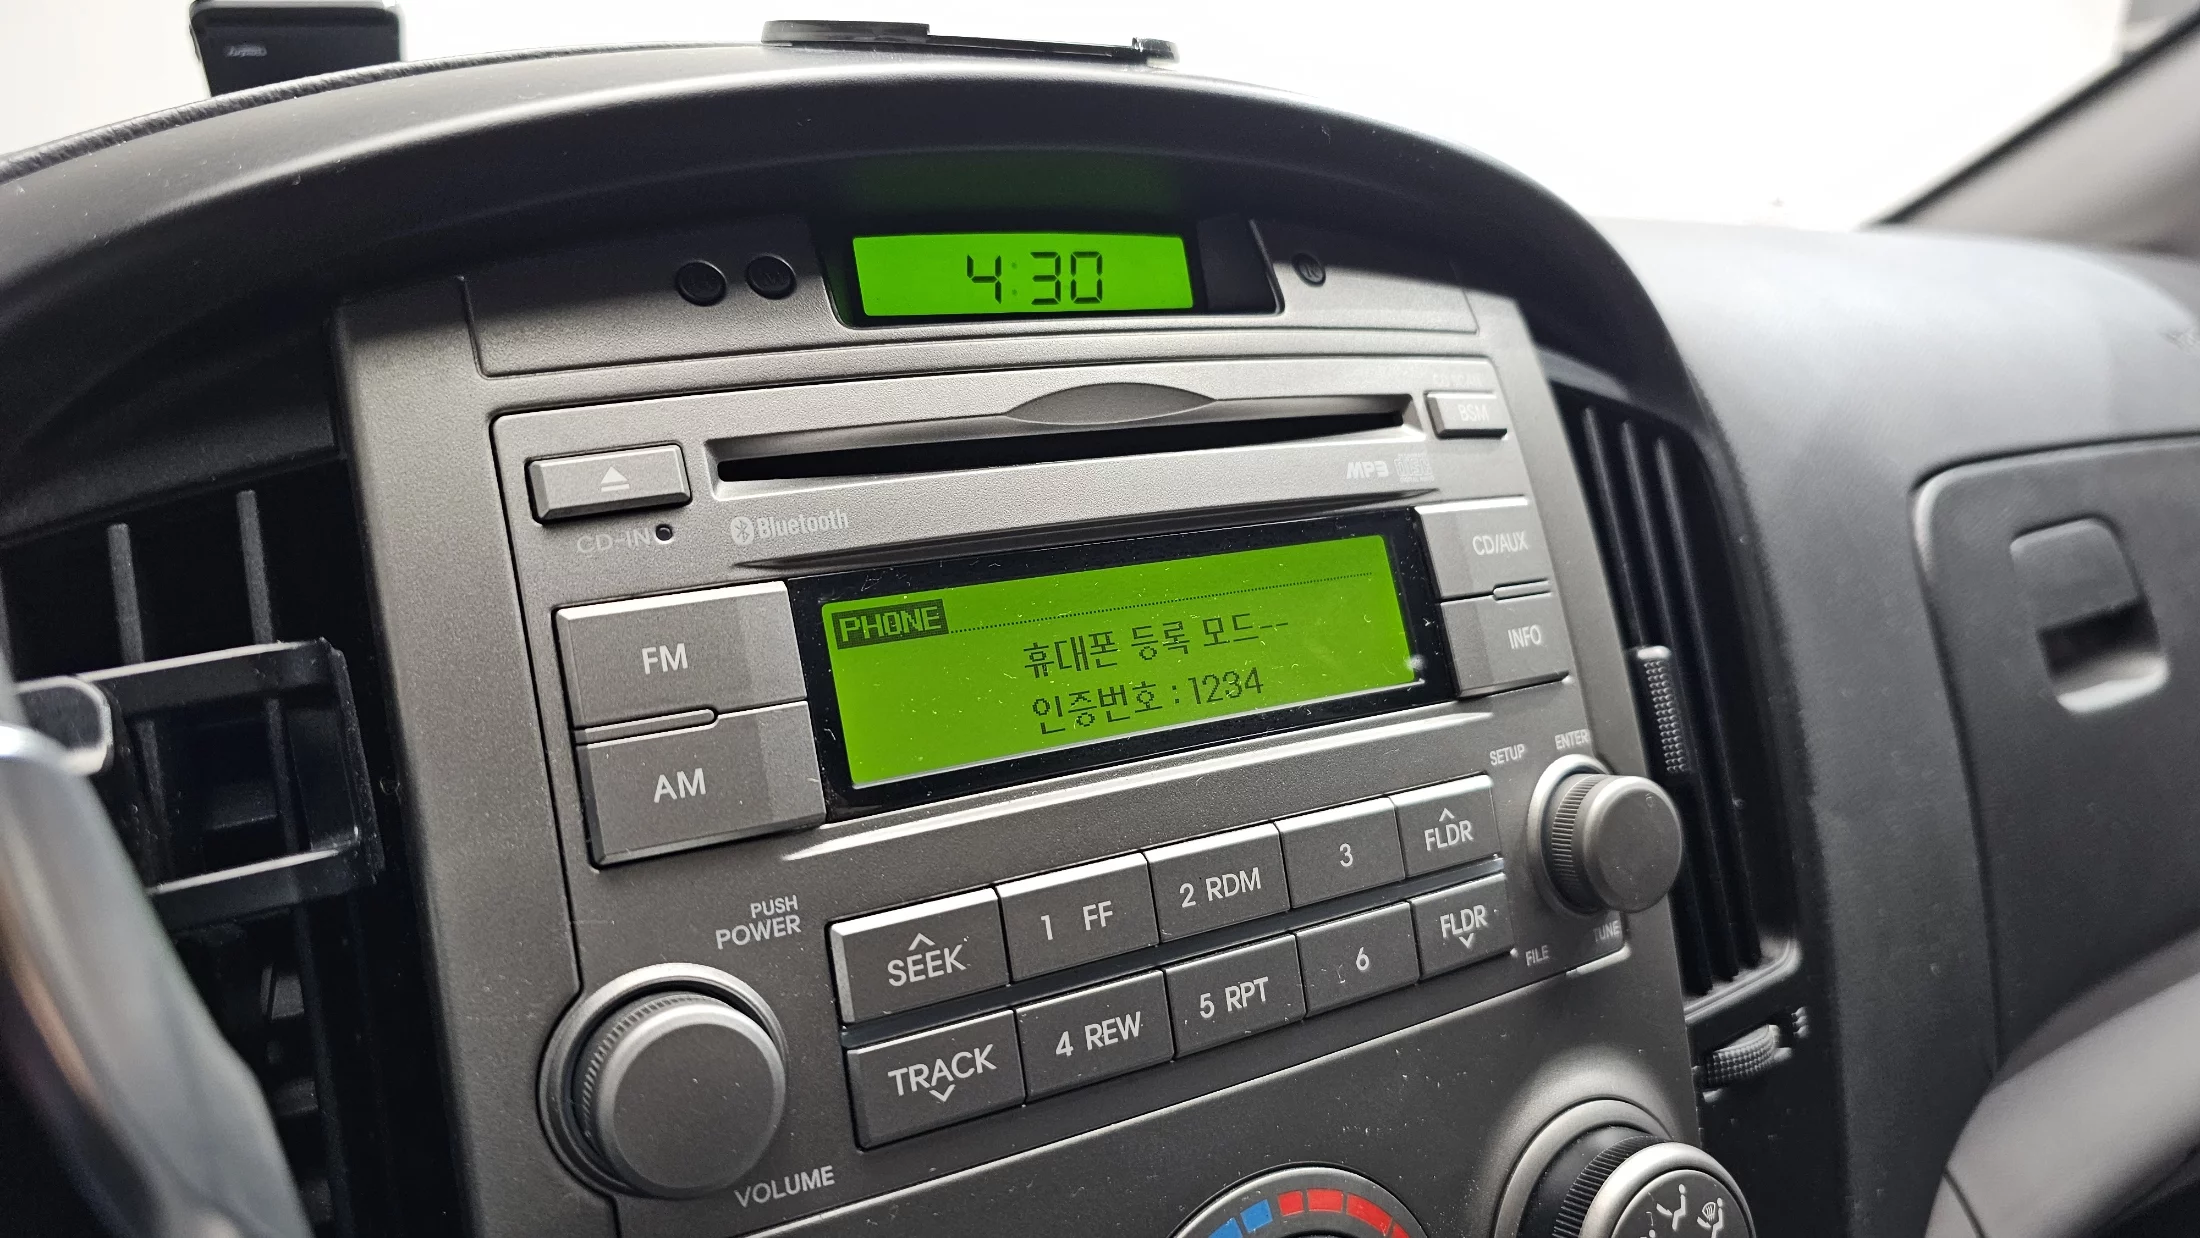 4:30
BSM
MP3
CD-IN
Bluetooth
CD/AUX
PHONE
휴대폰 등록 모드--
인증번호 : 1234
FM
AM
INFO
SETUP
ENTER
PUSH
POWER
SEEK
1 FF
2 RDM
3
FLDR
TRACK
4 REW
5 RPT
6
FLDR
FILE
TUNE
VOLUME